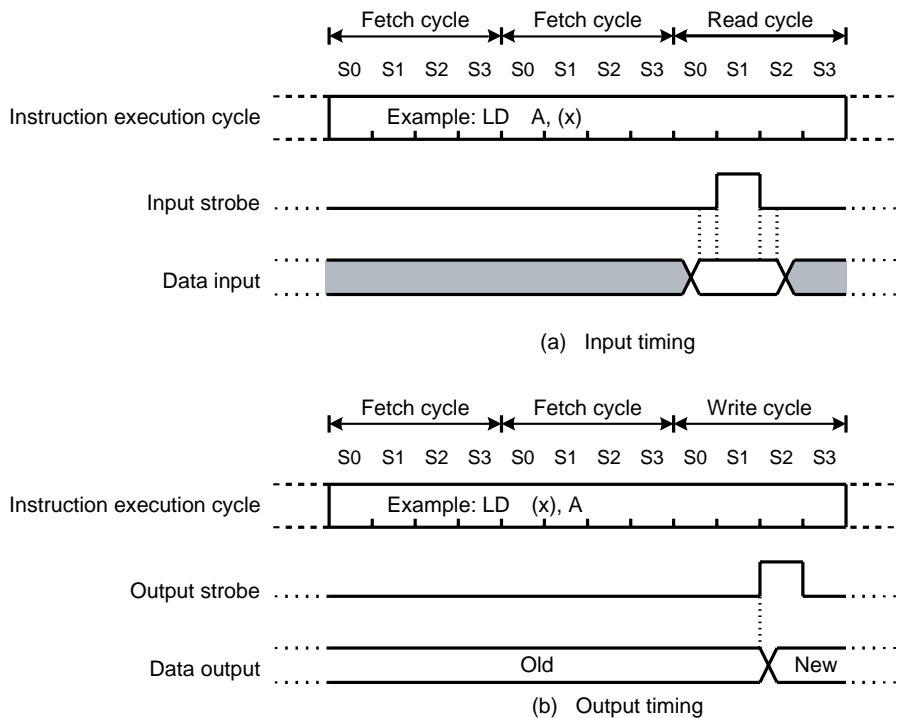 Fetch cycle Fetch cycle Read cycle
S0 S1 S2 S3 S0 S1 S2 S3 S0 S1 S2 S3
Instruction execution cycle Example: LD A, (x)
Input strobe
Data input
(a) Input timing
Fetch cycle Fetch cycle Write cycle
S0 S1 S2 S3 S0 S1 S2 S3 S0 S1 S2 S3
Instruction execution cycle Example: LD (x), A
Output strobe
Data output Old New
(b) Output timing